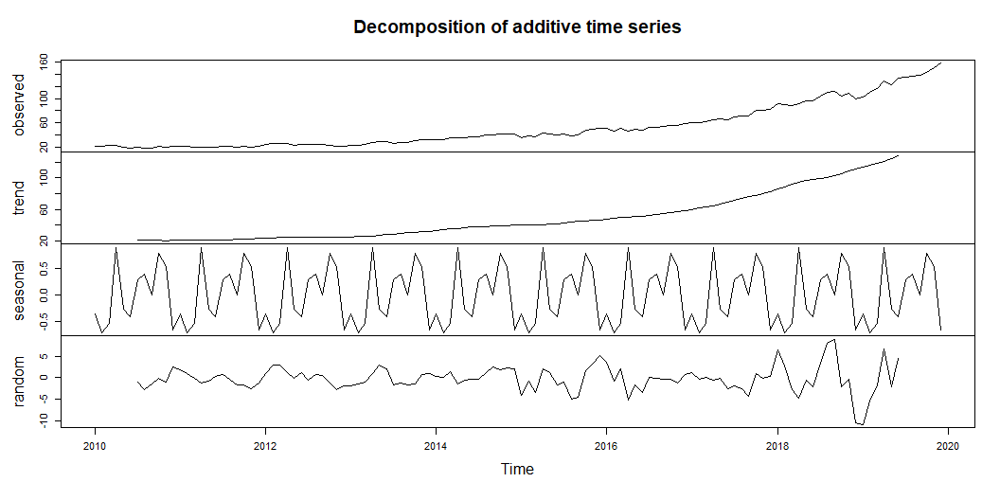 Decomposition of additive time series
observed
20 60 100 160
trend
20 60 100
seasonal
-0.5 0.0 0.5
random
-10 -5 0 5
2010 2012 2014 2016 2018 2020
Time